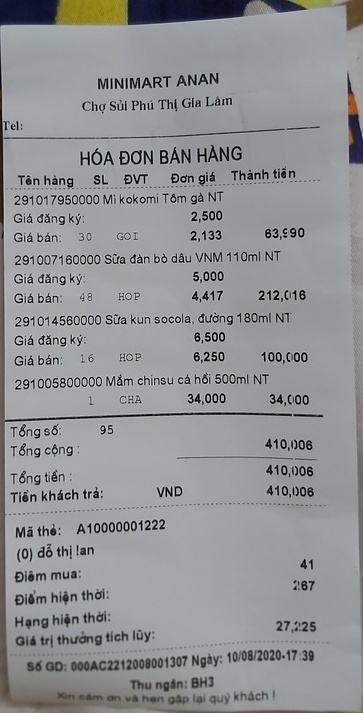 MINIMART ANAN
Chợ Sủi Phú Thị Gia Lâm
Tel:
HÓA ĐƠN BÁN HÀNG
Tên hàng SL ĐVT Đơn giá Thành tiền
291017950000 Mì kokomi Tôm gà NT
Giá đăng ký: 2,500
Giá bán: 30 GOI 2,133 63,990
291007160000 Sữa đàn bò dâu VNM 110ml NT
Giá đăng ký: 5,000
Giá bán: 48 HOP 4,417 212,016
291014560000 Sữa kun socola, đường 180ml NT
Giá đăng ký: 6,500
Giá bán: 16 HOP 6,250 100,000
291005800000 Mắm chinsu cá hồi 500ml NT
1 CHA 34,000 34,000
Tổng số: 95
Tổng cộng : 410,006
Tổng tiền : 410,006
Tiền khách trả: VND 410,006
Mã thẻ: A10000001222
(0) đỗ thị lan
Điểm mua: 41
Điểm hiện thời: 267
Hạng hiện thời:
Giá trị thưởng tích lũy: 27,225
Số GD: 000AC2212008001307 Ngày: 10/08/2020-17:39
Thu ngân: BH3
Xin cám ơn và hẹn gặp lại quý khách !